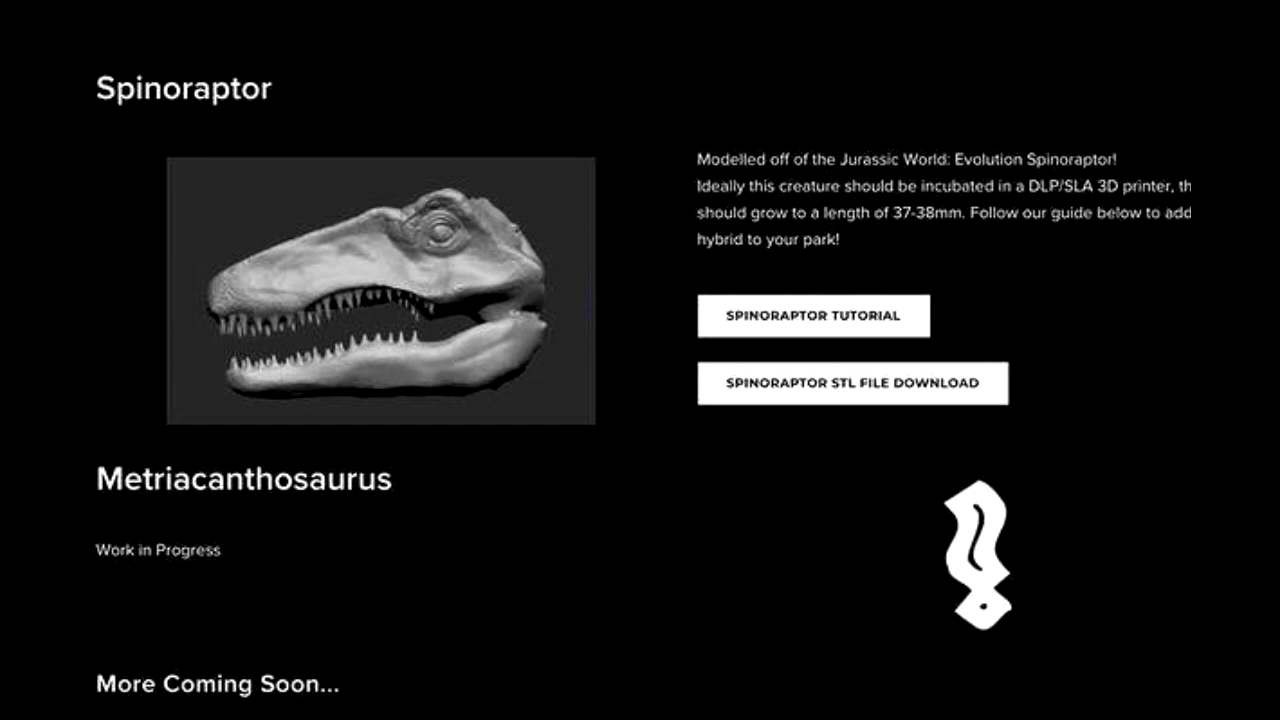 Spinoraptor
Modelled off of the Jurassic World: Evolution Spinoraptor!
Ideally this creature should be incubated in a DLP/SLA 3D printer, th
should grow to a length of 37-38mm. Follow our guide below to add
hybrid to your park!
SPINORAPTOR TUTORIAL
SPINORAPTOR STL FILE DOWNLOAD
Metriacanthosaurus
Work in Progress
More Coming Soon...